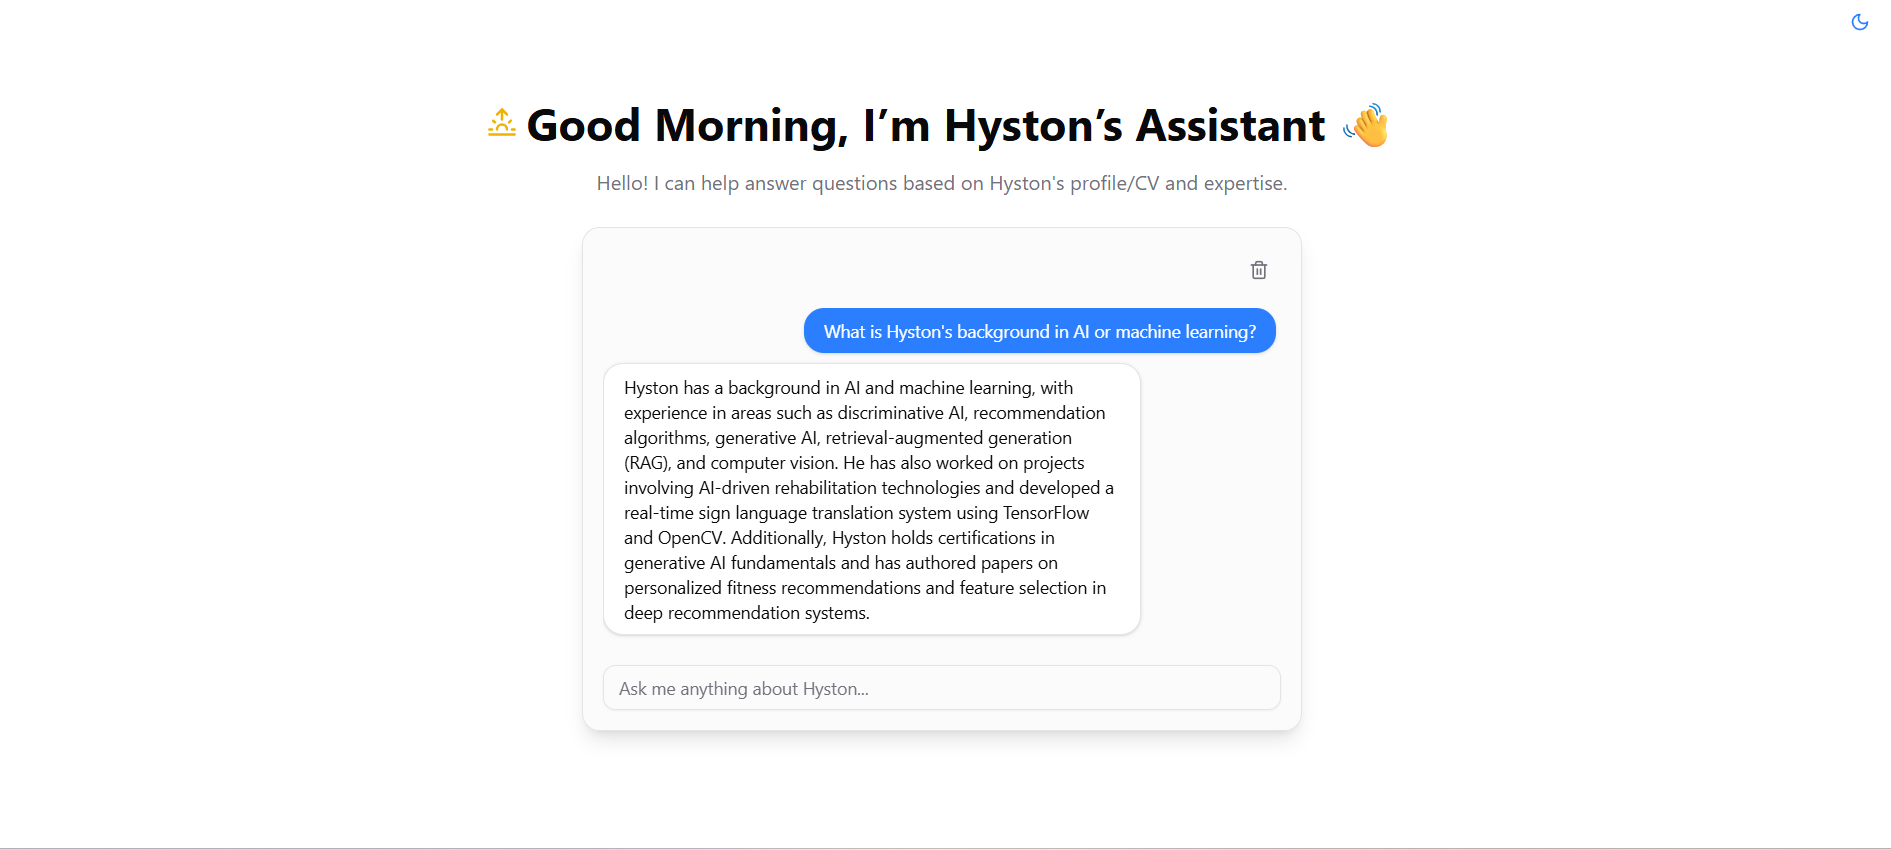 Good Morning, I’m Hyston’s Assistant 👋
Hello! I can help answer questions based on Hyston's profile/CV and expertise.
What is Hyston's background in AI or machine learning?
Hyston has a background in AI and machine learning, with
experience in areas such as discriminative AI, recommendation
algorithms, generative AI, retrieval-augmented generation
(RAG), and computer vision. He has also worked on projects
involving AI-driven rehabilitation technologies and developed a
real-time sign language translation system using TensorFlow
and OpenCV. Additionally, Hyston holds certifications in
generative AI fundamentals and has authored papers on
personalized fitness recommendations and feature selection in
deep recommendation systems.
Ask me anything about Hyston...